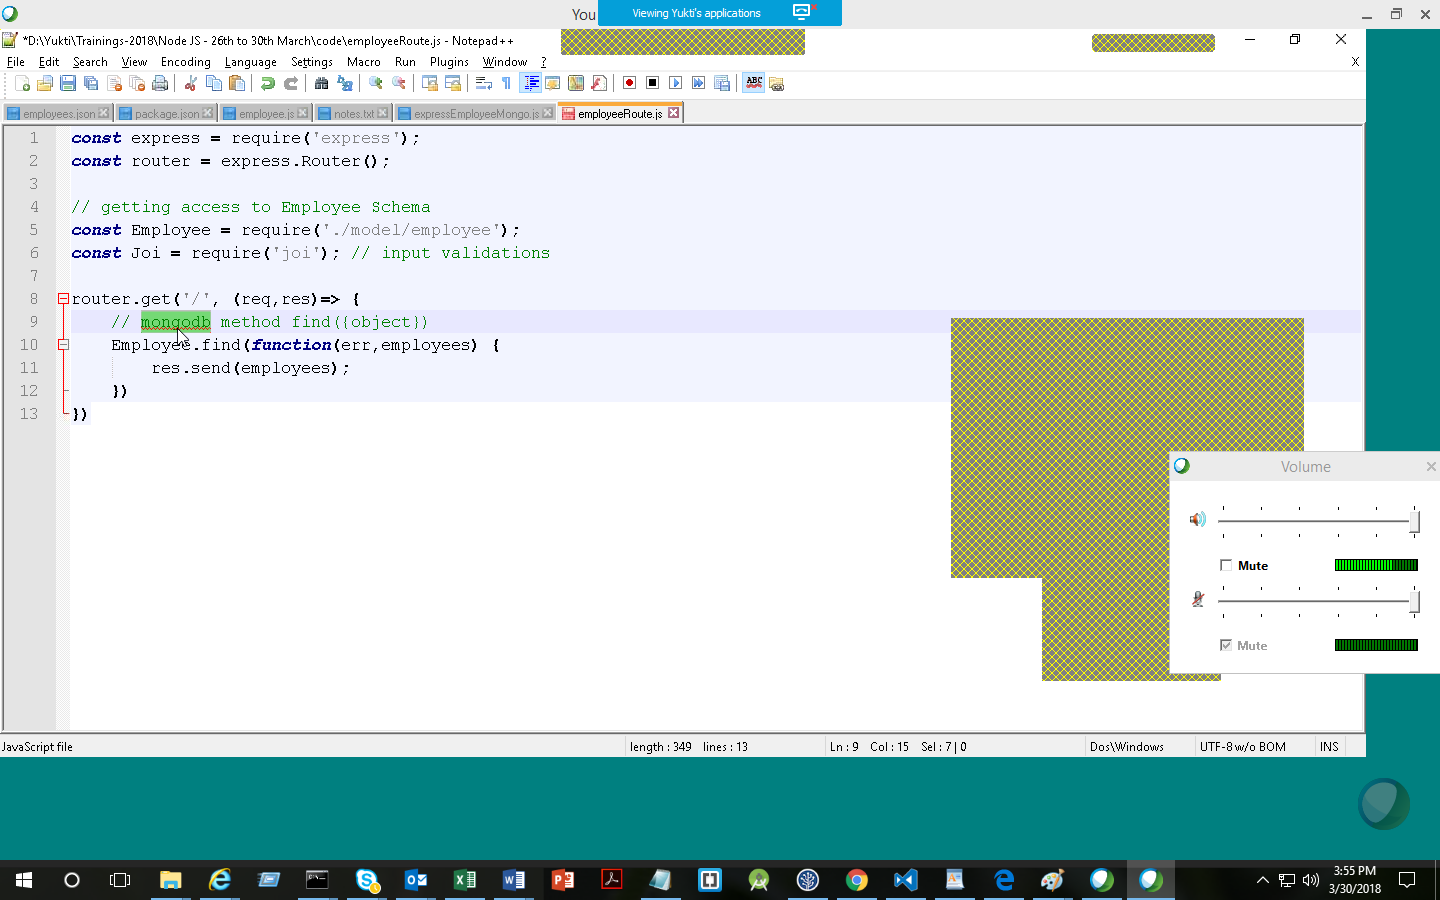 You
Viewing Yukti's applications
*D:\Yukti\Trainings-2018\Node JS - 26th to 30th March\code\employeeRoute.js - Notepad++
File Edit Search View Encoding Language Settings Macro Run Plugins Window ? X
employees.json package.json employee.js notes.txt expressEmployeeMongo.js employeeRoute.js
1 const express = require('express');
2 const router = express.Router();
3
4 // getting access to Employee Schema
5 const Employee = require('./model/employee');
6 const Joi = require('joi'); // input validations
7
8 router.get('/', (req,res)=> {
9 // mongodb method find({object})
10 Employee.find(function(err,employees) {
11 res.send(employees);
12 })
13 })
Volume
Mute
Mute
JavaScript file length : 349 lines : 13 Ln : 9 Col : 15 Sel : 7 | 0 Dos\Windows UTF-8 w/o BOM INS
3:55 PM
3/30/2018